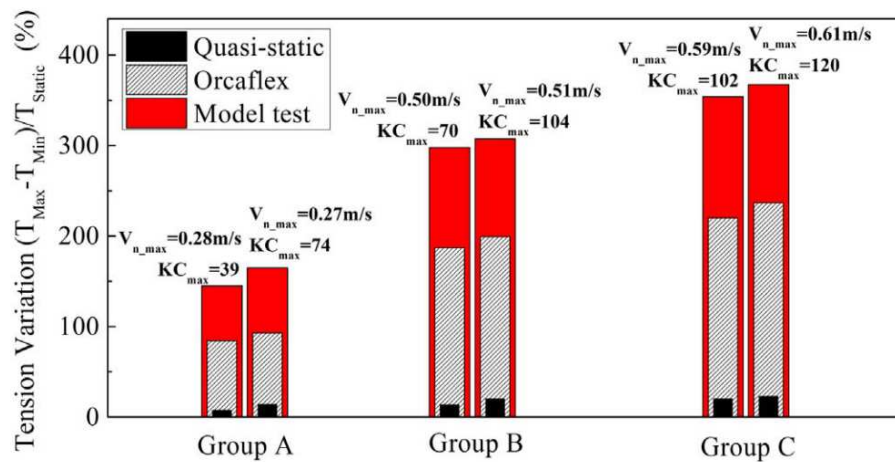 Tension Variation (T_Max-T_Min)/T_Static (%)
400
300
200
100
0
Quasi-static
Orcaflex
Model test
V_n_max=0.28m/s
KC_max=39
V_n_max=0.27m/s
KC_max=74
V_n_max=0.50m/s
KC_max=70
V_n_max=0.51m/s
KC_max=104
V_n_max=0.59m/s
KC_max=102
V_n_max=0.61m/s
KC_max=120
Group A
Group B
Group C